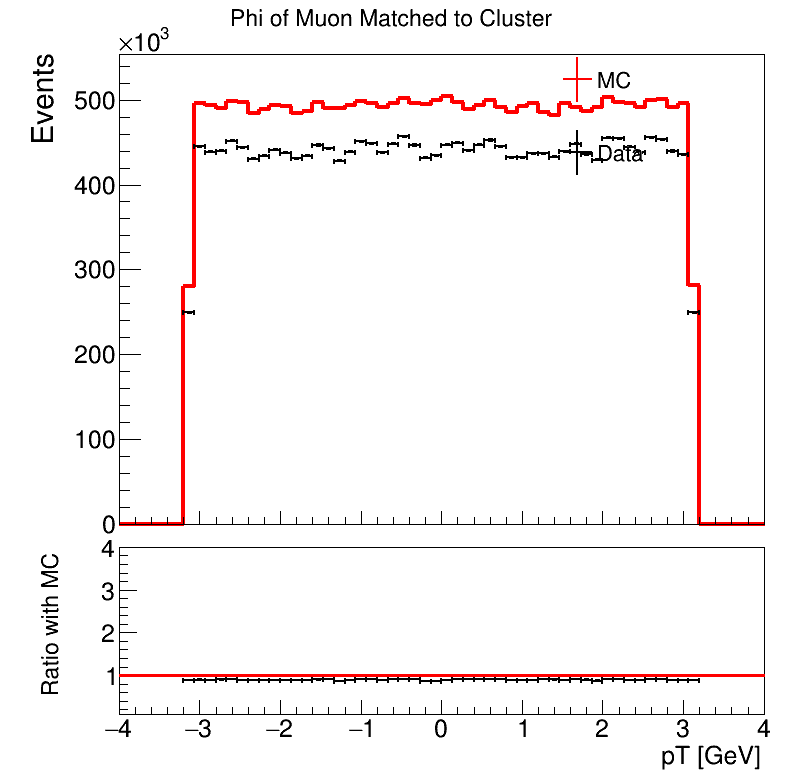 Phi of Muon Matched to Cluster
×10³
Events
500
400
300
200
100
0
MC
Data
Ratio with MC
4
3
2
1
−4 −3 −2 −1 0 1 2 3 4
pT [GeV]